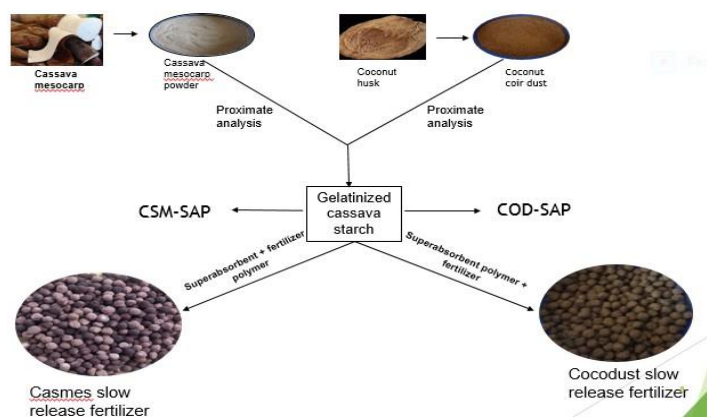 Cassava
mesocarp
Cassava
mesocarp
powder
Coconut
husk
Coconut
coir dust
Proximate
analysis
Proximate
analysis
CSM-SAP
Gelatinized
cassava
starch
COD-SAP
Superabsorbent + fertilizer
polymer
Superabsorbent polymer +
fertilizer
Casmes slow
release fertilizer
Cocodust slow
release fertilizer